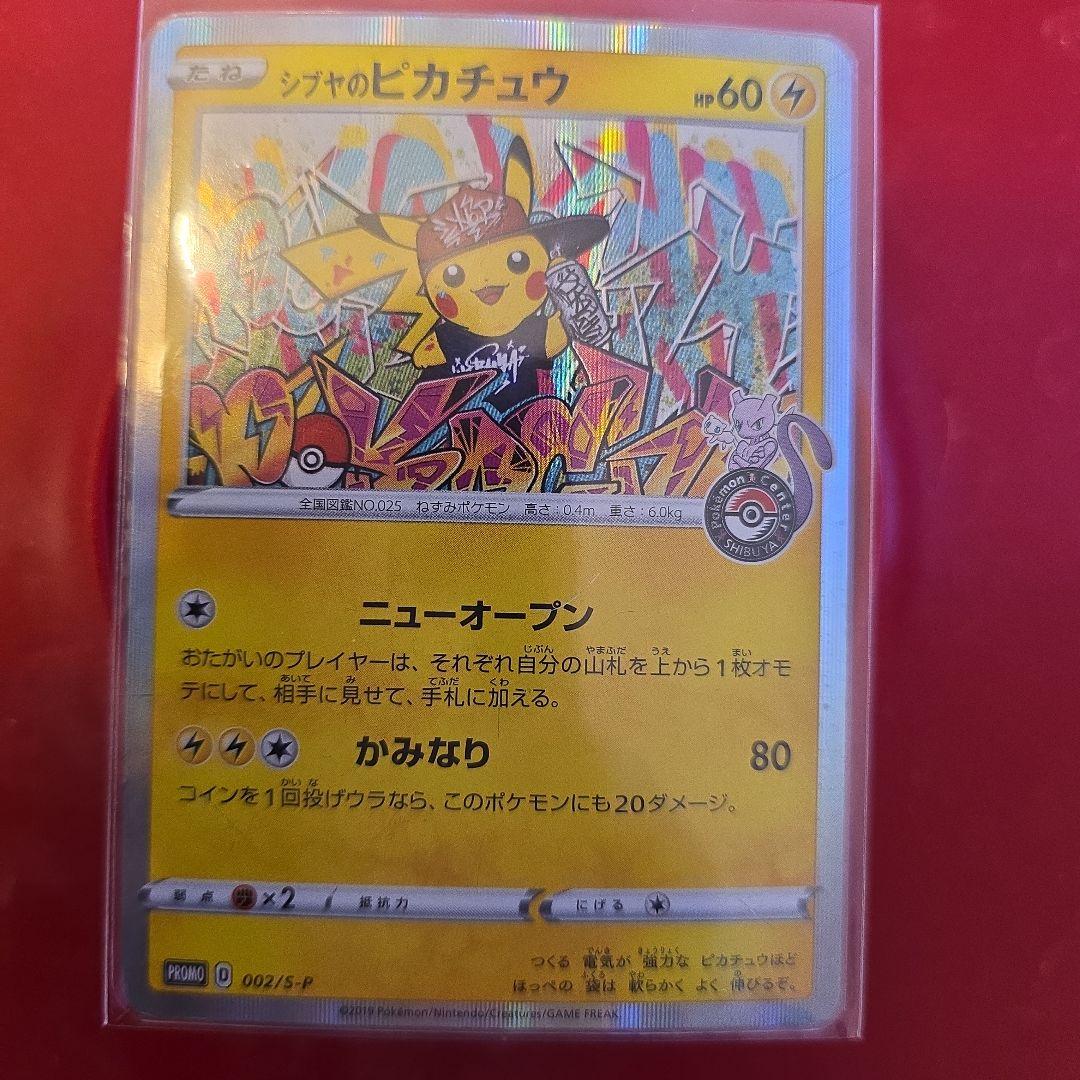 たね シブヤのピカチュウ HP60
全国図鑑NO.025 ねずみポケモン 高さ:0.4m 重さ:6.0kg
Pokémon Center
SHIBUYA
ニューオープン
おたがいのプレイヤーは、それぞれ自分の山札を上から1枚オモ
テにして、相手に見せて、手札に加える。
かみなり 80
コインを1回投げウラなら、このポケモンにも20ダメージ。
弱点 ×2 抵抗力 にげる
つくる 電気が 強力な ピカチュウほど
ほっぺの 袋は 軟らかく よく 伸びるぞ。
PROMO D 002/S-P
©2019 Pokémon/Nintendo/Creatures/GAME FREAK.